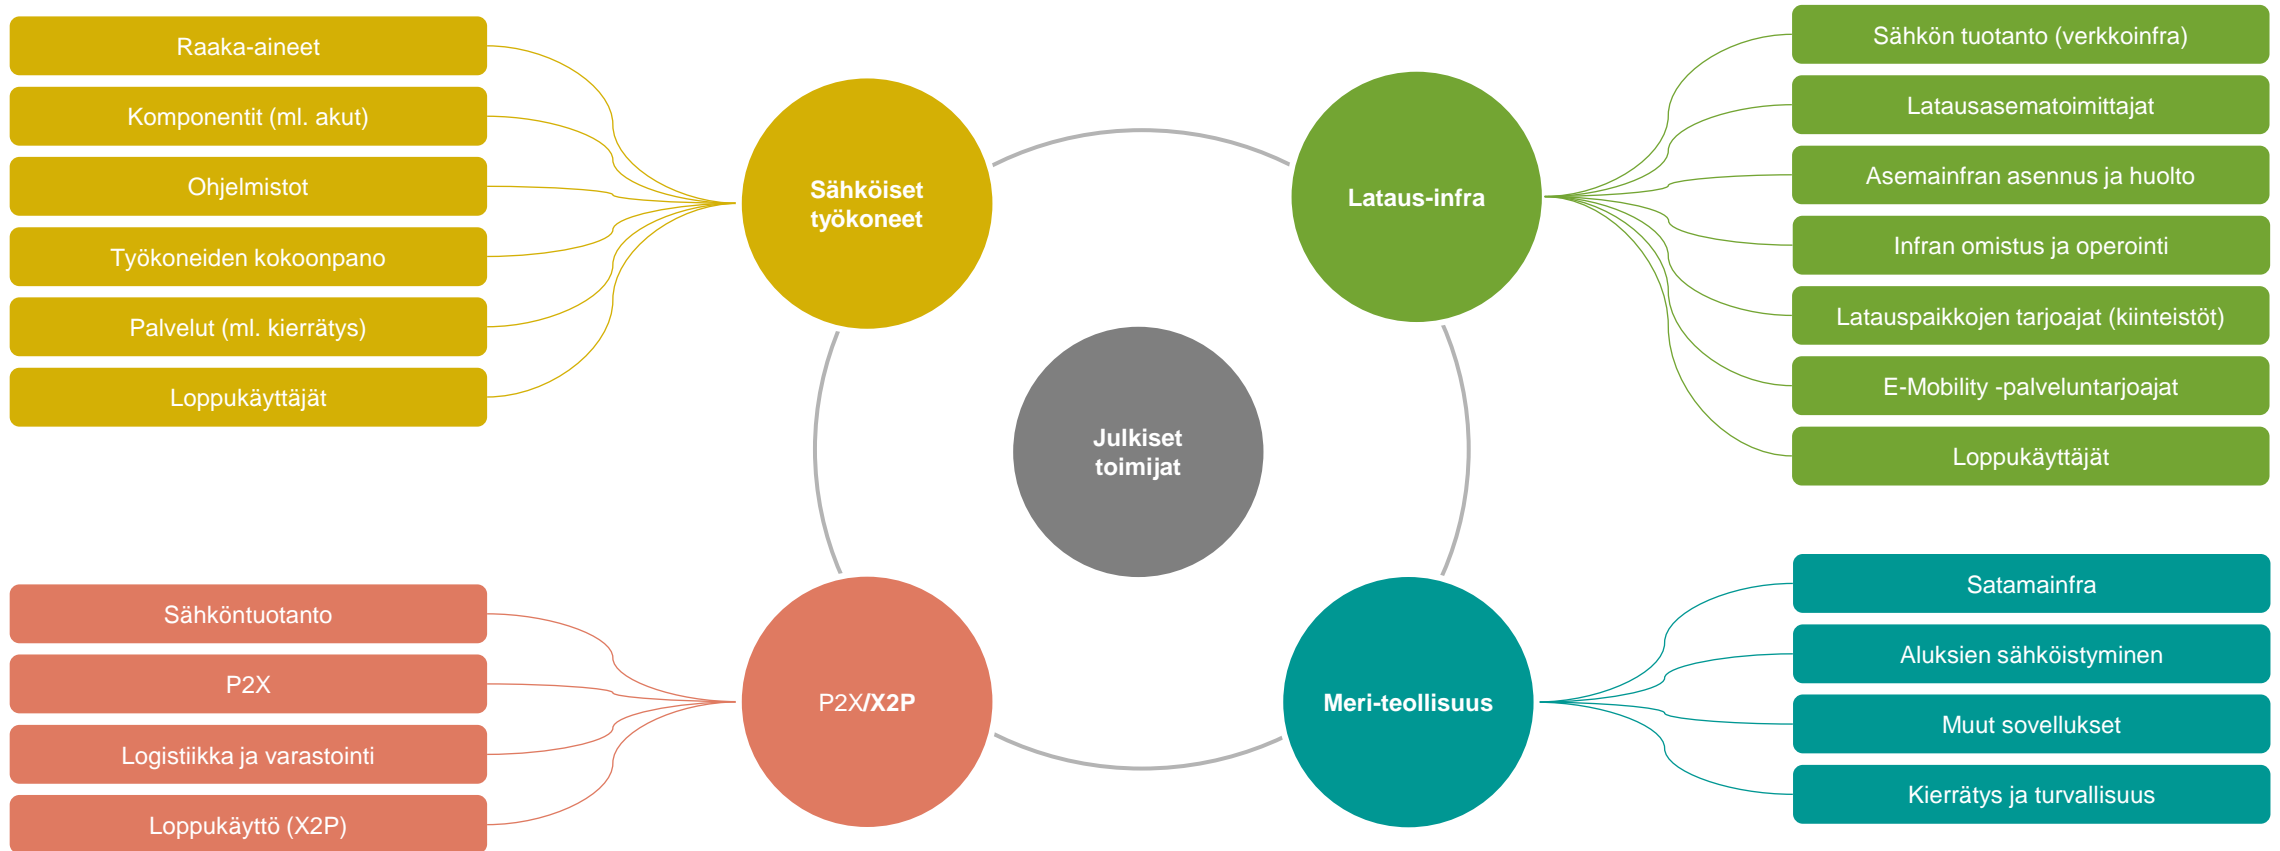 Raaka-aineet
Komponentit (ml. akut)
Ohjelmistot
Työkoneiden kokoonpano
Palvelut (ml. kierrätys)
Loppukäyttäjät
Sähköiset
työkoneet
Lataus-infra
Sähkön tuotanto (verkkoinfra)
Latausasematoimittajat
Asemainfran asennus ja huolto
Infran omistus ja operointi
Latauspaikkojen tarjoajat (kiinteistöt)
E-Mobility -palveluntarjoajat
Loppukäyttäjät
Julkiset
toimijat
Sähköntuotanto
P2X
Logistiikka ja varastointi
Loppukäyttö (X2P)
P2X/X2P
Meri-teollisuus
Satamainfra
Aluksien sähköistyminen
Muut sovellukset
Kierrätys ja turvallisuus